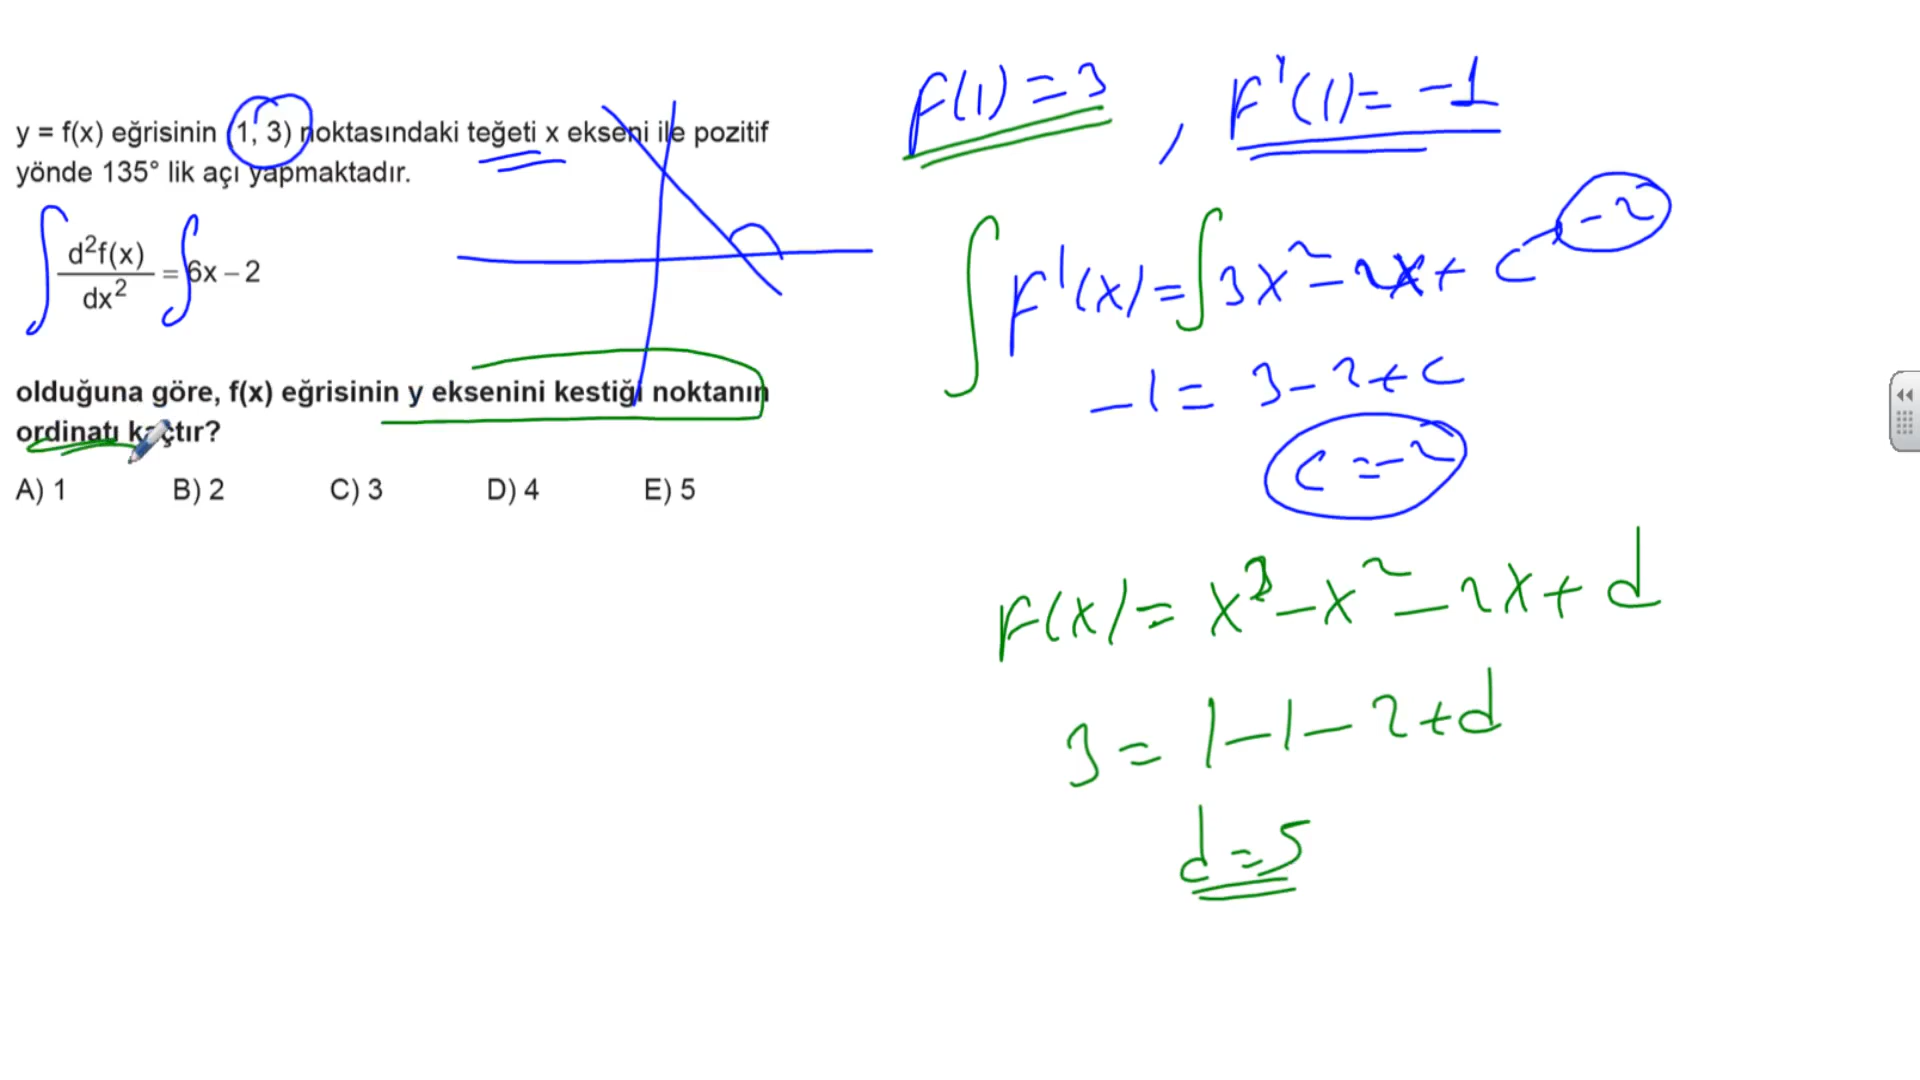 y = f(x) eğrisinin (1, 3) noktasındaki teğeti x ekseni ile pozitif
yönde 135° lik açı yapmaktadır.
∫ d²f(x)/dx² = ∫ 6x – 2
olduğuna göre, f(x) eğrisinin y eksenini kestiği noktanın
ordinatı kaçtır?
A) 1 B) 2 C) 3 D) 4 E) 5
F(1) = 3 , F'(1) = -1
∫ F'(x) = ∫ 3x² - 2x + c -2
-1 = 3 - 2 + c
c = -2
F(x) = x³ - x² - 2x + d
3 = 1 - 1 - 2 + d
d = 5